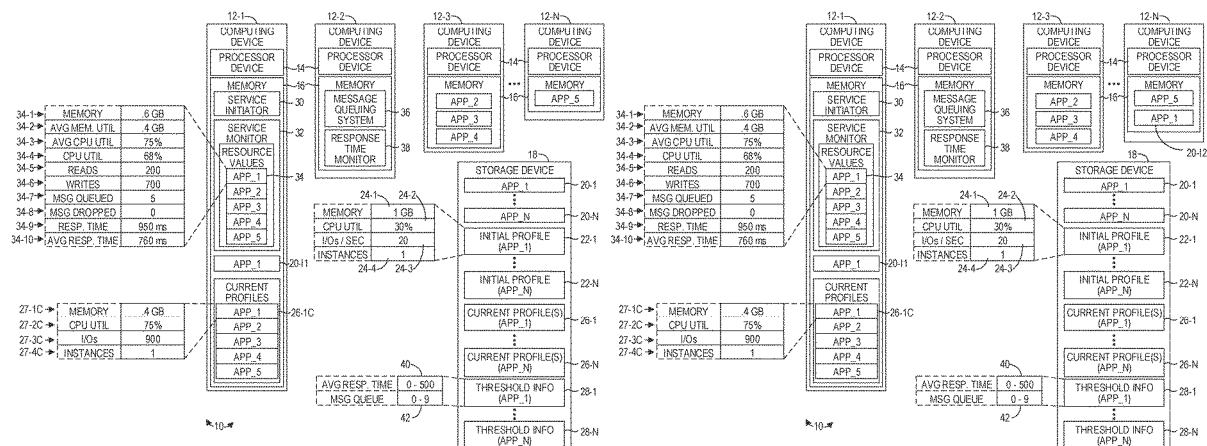 12-1
COMPUTING DEVICE
PROCESSOR DEVICE
14
16
MEMORY
SERVICE INITIATOR
30
SERVICE MONITOR
32
RESOURCE VALUES
34
APP_1
APP_2
APP_3
APP_4
APP_5
APP_1
20-I1
CURRENT PROFILES
26-1C
APP_1
APP_2
APP_3
APP_4
APP_5
34-1 MEMORY .6 GB
34-2 AVG MEM. UTIL .4 GB
34-3 AVG CPU UTIL 75%
34-4 CPU UTIL 68%
34-5 READS 200
34-6 WRITES 700
34-7 MSG QUEUED 5
34-8 MSG DROPPED 0
34-9 RESP. TIME 950 ms
34-10 AVG RESP. TIME 760 ms
27-1C MEMORY .4 GB
27-2C CPU UTIL 75%
27-3C I/Os 900
27-4C INSTANCES 1
12-2
COMPUTING DEVICE
PROCESSOR DEVICE
MEMORY
MESSAGE QUEUING SYSTEM
36
RESPONSE TIME MONITOR
38
12-3
COMPUTING DEVICE
PROCESSOR DEVICE
14
MEMORY
16
APP_2
APP_3
APP_4
12-N
COMPUTING DEVICE
PROCESSOR DEVICE
MEMORY
APP_5
18
STORAGE DEVICE
APP_1
20-1
APP_N
20-N
INITIAL PROFILE (APP_1)
22-1
INITIAL PROFILE (APP_N)
22-N
CURRENT PROFILE(S) (APP_1)
26-1
CURRENT PROFILE(S) (APP_N)
26-N
THRESHOLD INFO (APP_1)
28-1
THRESHOLD INFO (APP_N)
28-N
24-1
24-2
MEMORY 1 GB
CPU UTIL 30%
I/Os / SEC 20
INSTANCES 1
24-4
24-3
40
AVG RESP. TIME 0 - 500
MSG QUEUE 0 - 9
42
10
12-1
COMPUTING DEVICE
PROCESSOR DEVICE
14
16
MEMORY
SERVICE INITIATOR
30
SERVICE MONITOR
32
RESOURCE VALUES
34
APP_1
APP_2
APP_3
APP_4
APP_5
APP_1
20-I1
CURRENT PROFILES
26-1C
APP_1
APP_2
APP_3
APP_4
APP_5
34-1 MEMORY .6 GB
34-2 AVG MEM. UTIL .4 GB
34-3 AVG CPU UTIL 75%
34-4 CPU UTIL 68%
34-5 READS 200
34-6 WRITES 700
34-7 MSG QUEUED 5
34-8 MSG DROPPED 0
34-9 RESP. TIME 950 ms
34-10 AVG RESP. TIME 760 ms
27-1C MEMORY .4 GB
27-2C CPU UTIL 75%
27-3C I/Os 900
27-4C INSTANCES 1
12-2
COMPUTING DEVICE
PROCESSOR DEVICE
MEMORY
MESSAGE QUEUING SYSTEM
36
RESPONSE TIME MONITOR
38
12-3
COMPUTING DEVICE
PROCESSOR DEVICE
14
MEMORY
16
APP_2
APP_3
APP_4
12-N
COMPUTING DEVICE
PROCESSOR DEVICE
MEMORY
APP_5
APP_1
20-I2
18
STORAGE DEVICE
APP_1
20-1
APP_N
20-N
INITIAL PROFILE (APP_1)
22-1
INITIAL PROFILE (APP_N)
22-N
CURRENT PROFILE(S) (APP_1)
26-1
CURRENT PROFILE(S) (APP_N)
26-N
THRESHOLD INFO (APP_1)
28-1
THRESHOLD INFO (APP_N)
28-N
24-1
24-2
MEMORY 1 GB
CPU UTIL 30%
I/Os / SEC 20
INSTANCES 1
24-4
24-3
40
AVG RESP. TIME 0 - 500
MSG QUEUE 0 - 9
42
10